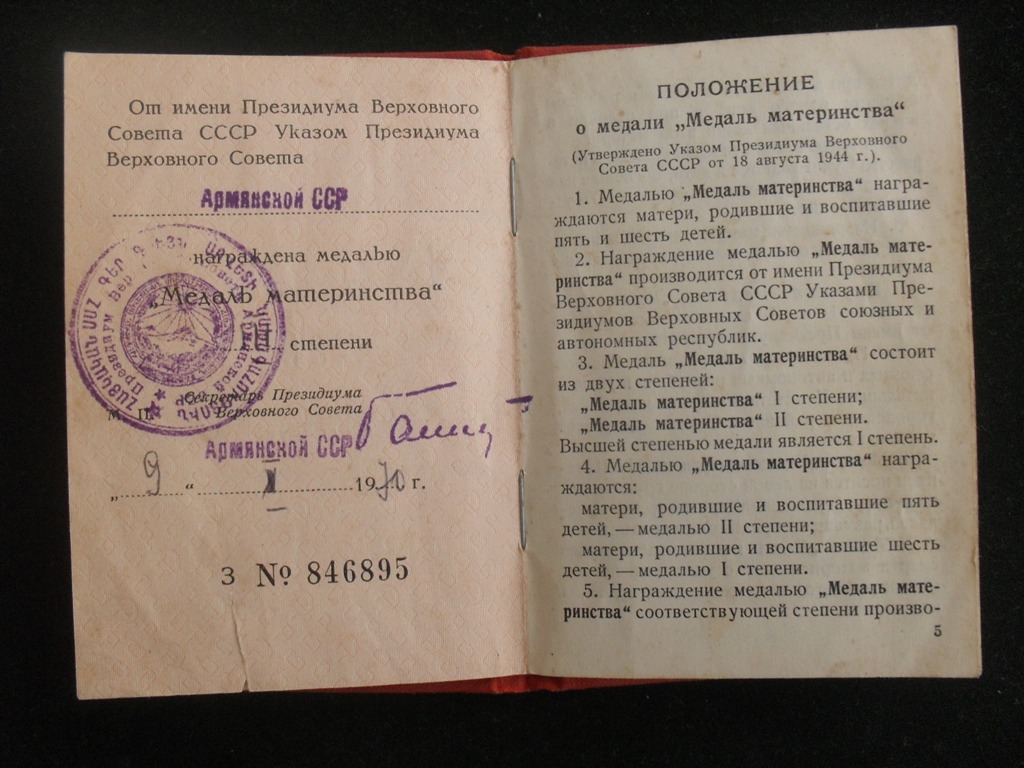 От имени Президиума Верховного
Совета СССР Указом Президиума
Верховного Совета
Армянской ССР
награждена медалью
„Медаль материнства“
II степени
Секретарь Президиума
Верховного Совета
М. П.
Армянской ССР
„ 9 “ X 1970 г.
З № 846895
ПОЛОЖЕНИЕ
о медали „Медаль материнства“
(Утверждено Указом Президиума Верховного
Совета СССР от 18 августа 1944 г.).
1. Медалью „Медаль материнства“ награ-
ждаются матери, родившие и воспитавшие
пять и шесть детей.
2. Награждение медалью „Медаль мате-
ринства“ производится от имени Президиума
Верховного Совета СССР Указами Пре-
зидиумов Верховных Советов союзных и
автономных республик.
3. Медаль „Медаль материнства“ состоит
из двух степеней:
„Медаль материнства“ I степени;
„Медаль материнства“ II степени.
Высшей степенью медали является I степень.
4. Медалью „Медаль материнства“ награ-
ждаются:
матери, родившие и воспитавшие пять
детей, — медалью II степени;
матери, родившие и воспитавшие шесть
детей, — медалью I степени.
5. Награждение медалью „Медаль мате-
ринства“ соответствующей степени произво-
5